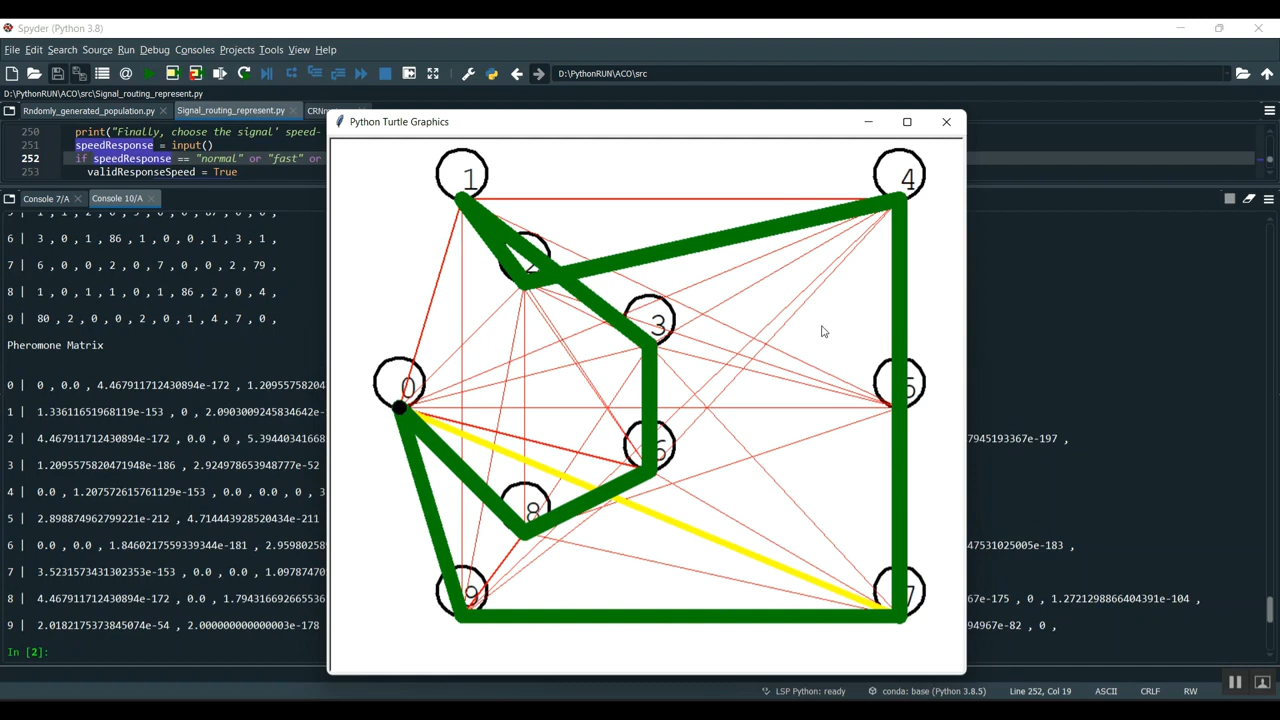 Spyder (Python 3.8)
File Edit Search Source Run Debug Consoles Projects Tools View Help
D:\PythonRUN\ACO\src
D:\PythonRUN\ACO\src\Signal_routing_represent.py
Rndomly_generated_population.py Signal_routing_represent.py
250 print("Finally, choose the signal' speed-
251 speedResponse = input()
252 if speedResponse == "normal" or "fast" or
253 validResponseSpeed = True
Console 7/A Console 10/A
6 | 3 , 0 , 1 , 86 , 1 , 0 , 0 , 1 , 3 , 1 ,
7 | 6 , 0 , 0 , 2 , 0 , 7 , 0 , 0 , 2 , 79 ,
8 | 1 , 0 , 1 , 1 , 0 , 1 , 86 , 2 , 0 , 4 ,
9 | 80 , 2 , 0 , 0 , 2 , 0 , 1 , 4 , 7 , 0 ,
Pheromone Matrix
0 | 0 , 0.0 , 4.467911712430894e-172 , 1.20955758204
1 | 1.33611651968119e-153 , 0 , 2.0903009245834642e-
2 | 4.467911712430894e-172 , 0.0 , 0 , 5.39440341668 7945193367e-197 ,
3 | 1.2095575820471948e-186 , 2.924978653948777e-52
4 | 0.0 , 1.207572615761129e-153 , 0.0 , 0.0 , 0 , 3
5 | 2.898874962799221e-212 , 4.714443928520434e-211
6 | 0.0 , 0.0 , 1.8460217559339344e-181 , 2.95980258 47531025005e-183 ,
7 | 3.5231573431302353e-153 , 0.0 , 0.0 , 1.09787470
8 | 4.467911712430894e-172 , 0.0 , 1.79431669266553 67e-175 , 0 , 1.2721298866404391e-104 ,
9 | 2.0182175373845074e-54 , 2.000000000000003e-178 94967e-82 , 0 ,
In [2]:
Python Turtle Graphics
1
4
2
3
0
5
6
8
9
7
LSP Python: ready conda: base (Python 3.8.5) Line 252, Col 19 ASCII CRLF RW